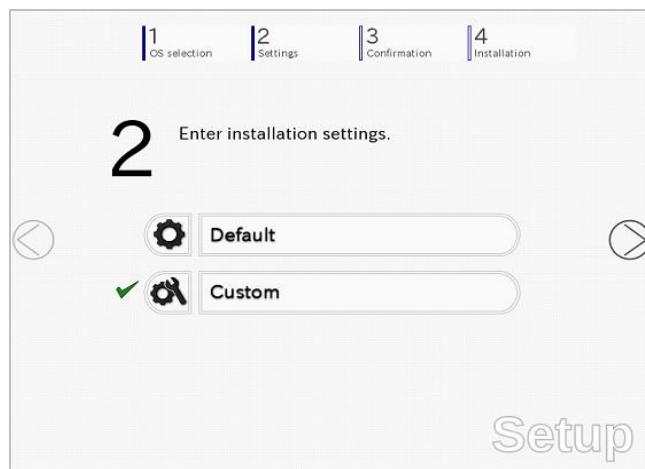 1
OS selection
2
Settings
3
Confirmation
4
Installation
2
Enter installation settings.
Default
Custom
Setup